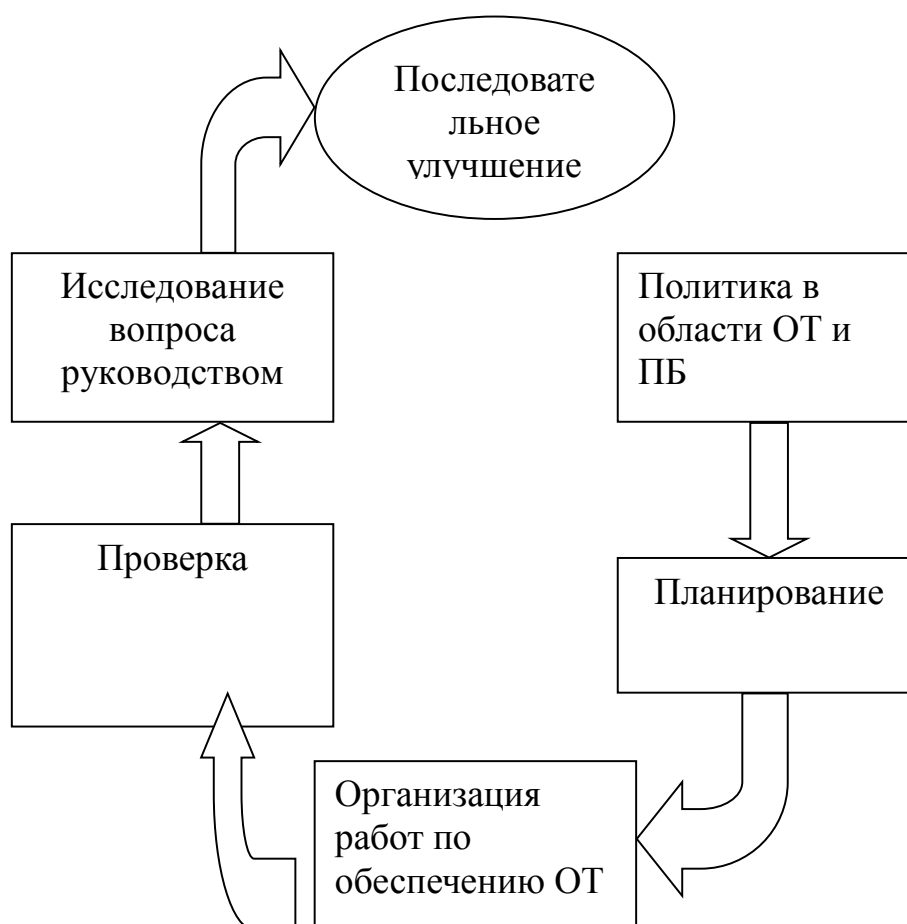 Последовате
льное
улучшение
Исследование
вопроса
руководством
Политика в
области ОТ и
ПБ
Проверка
Планирование
Организация
работ по
обеспечению ОТ